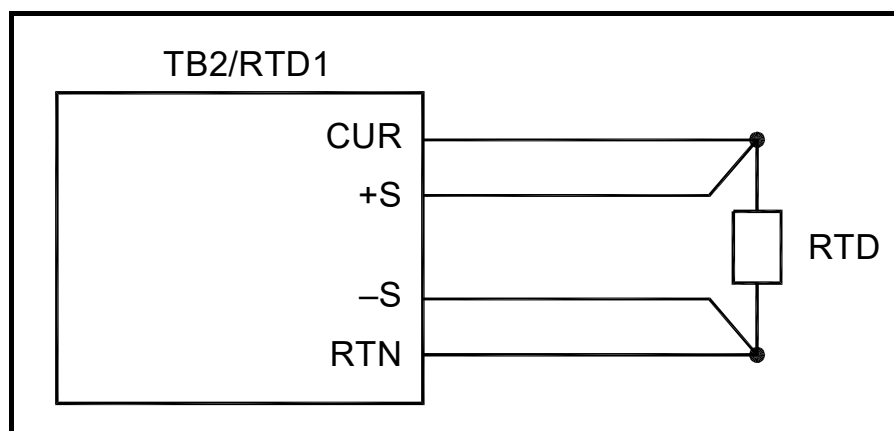 TB2/RTD1
CUR
+S
RTD
–S
RTN